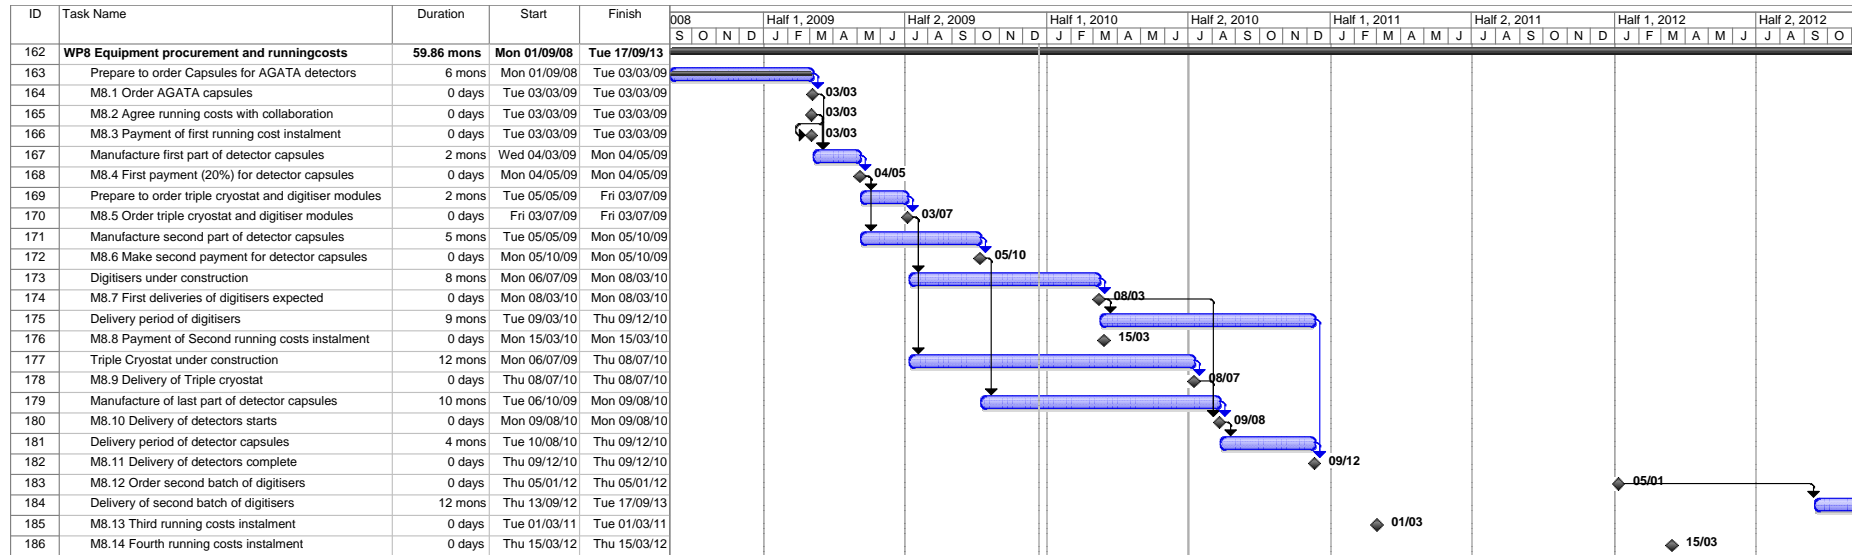 ID Task Name Duration Start Finish 008 Half 1, 2009 Half 2, 2009 Half 1, 2010 Half 2, 2010 Half 1, 2011 Half 2, 2011 Half 1, 2012 Half 2, 2012
S O N D J F M A M J J A S O N D J F M A M J J A S O N D J F M A M J J A S O N D J F M A M J J A S O
162 WP8 Equipment procurement and runningcosts 59.86 mons Mon 01/09/08 Tue 17/09/13
163 Prepare to order Capsules for AGATA detectors 6 mons Mon 01/09/08 Tue 03/03/09
164 M8.1 Order AGATA capsules 0 days Tue 03/03/09 Tue 03/03/09 03/03
165 M8.2 Agree running costs with collaboration 0 days Tue 03/03/09 Tue 03/03/09 03/03
166 M8.3 Payment of first running cost instalment 0 days Tue 03/03/09 Tue 03/03/09 03/03
167 Manufacture first part of detector capsules 2 mons Wed 04/03/09 Mon 04/05/09
168 M8.4 First payment (20%) for detector capsules 0 days Mon 04/05/09 Mon 04/05/09 04/05
169 Prepare to order triple cryostat and digitiser modules 2 mons Tue 05/05/09 Fri 03/07/09
170 M8.5 Order triple cryostat and digitiser modules 0 days Fri 03/07/09 Fri 03/07/09 03/07
171 Manufacture second part of detector capsules 5 mons Tue 05/05/09 Mon 05/10/09
172 M8.6 Make second payment for detector capsules 0 days Mon 05/10/09 Mon 05/10/09 05/10
173 Digitisers under construction 8 mons Mon 06/07/09 Mon 08/03/10
174 M8.7 First deliveries of digitisers expected 0 days Mon 08/03/10 Mon 08/03/10 08/03
175 Delivery period of digitisers 9 mons Tue 09/03/10 Thu 09/12/10
176 M8.8 Payment of Second running costs instalment 0 days Mon 15/03/10 Mon 15/03/10 15/03
177 Triple Cryostat under construction 12 mons Mon 06/07/09 Thu 08/07/10
178 M8.9 Delivery of Triple cryostat 0 days Thu 08/07/10 Thu 08/07/10 08/07
179 Manufacture of last part of detector capsules 10 mons Tue 06/10/09 Mon 09/08/10
180 M8.10 Delivery of detectors starts 0 days Mon 09/08/10 Mon 09/08/10 09/08
181 Delivery period of detector capsules 4 mons Tue 10/08/10 Thu 09/12/10
182 M8.11 Delivery of detectors complete 0 days Thu 09/12/10 Thu 09/12/10 09/12
183 M8.12 Order second batch of digitisers 0 days Thu 05/01/12 Thu 05/01/12 05/01
184 Delivery of second batch of digitisers 12 mons Thu 13/09/12 Tue 17/09/13
185 M8.13 Third running costs instalment 0 days Tue 01/03/11 Tue 01/03/11 01/03
186 M8.14 Fourth running costs instalment 0 days Thu 15/03/12 Thu 15/03/12 15/03